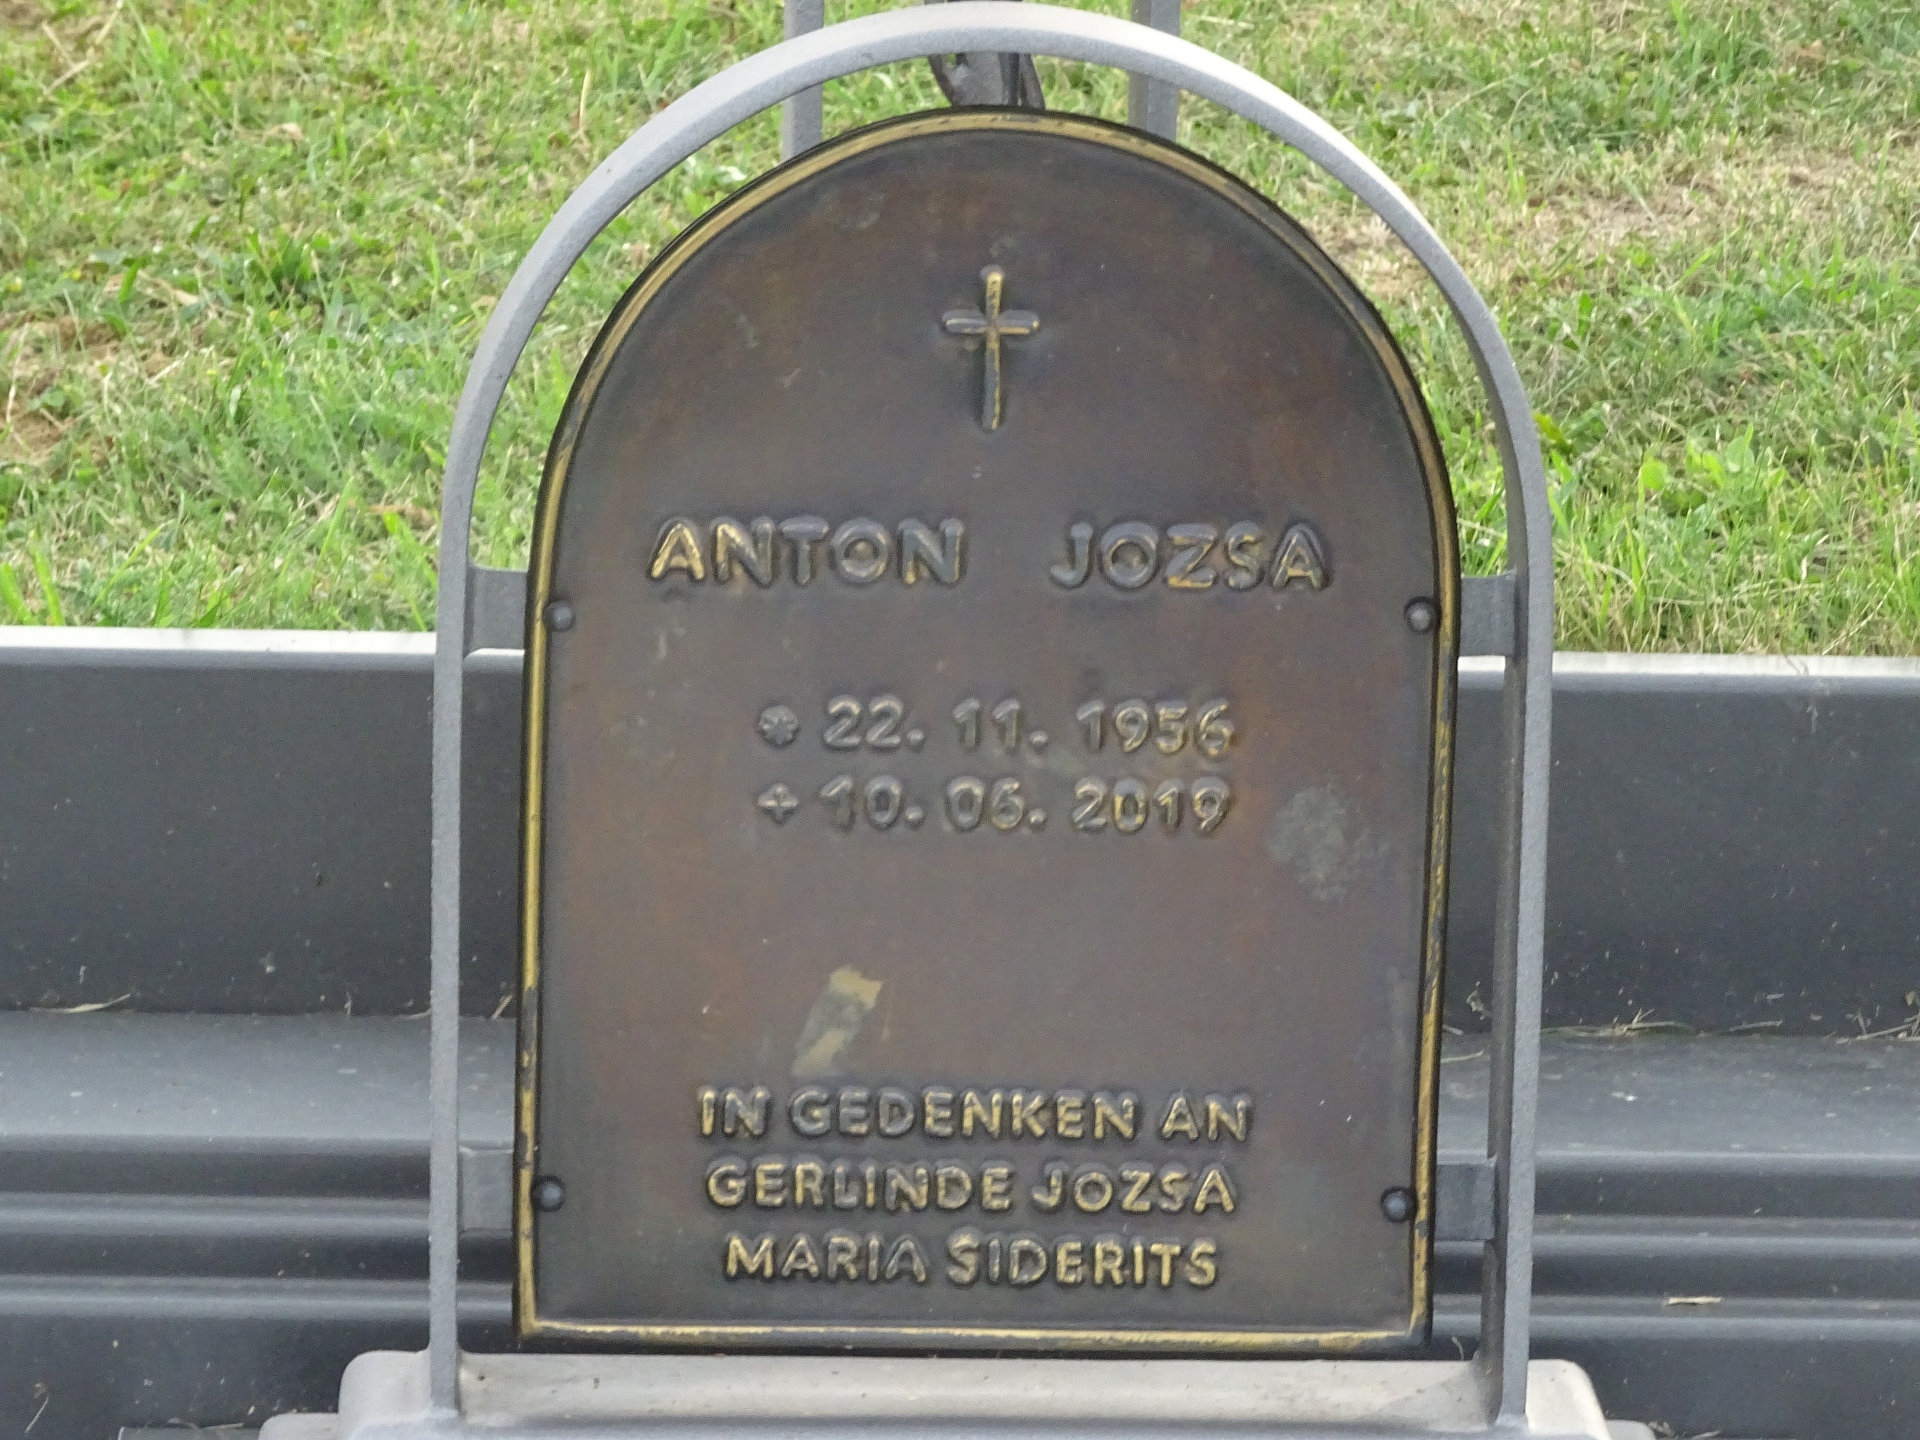 ANTON JOZSA
* 22. 11. 1956
+ 10. 06. 2019
IN GEDENKEN AN
GERLINDE JOZSA
MARIA SIDERITS